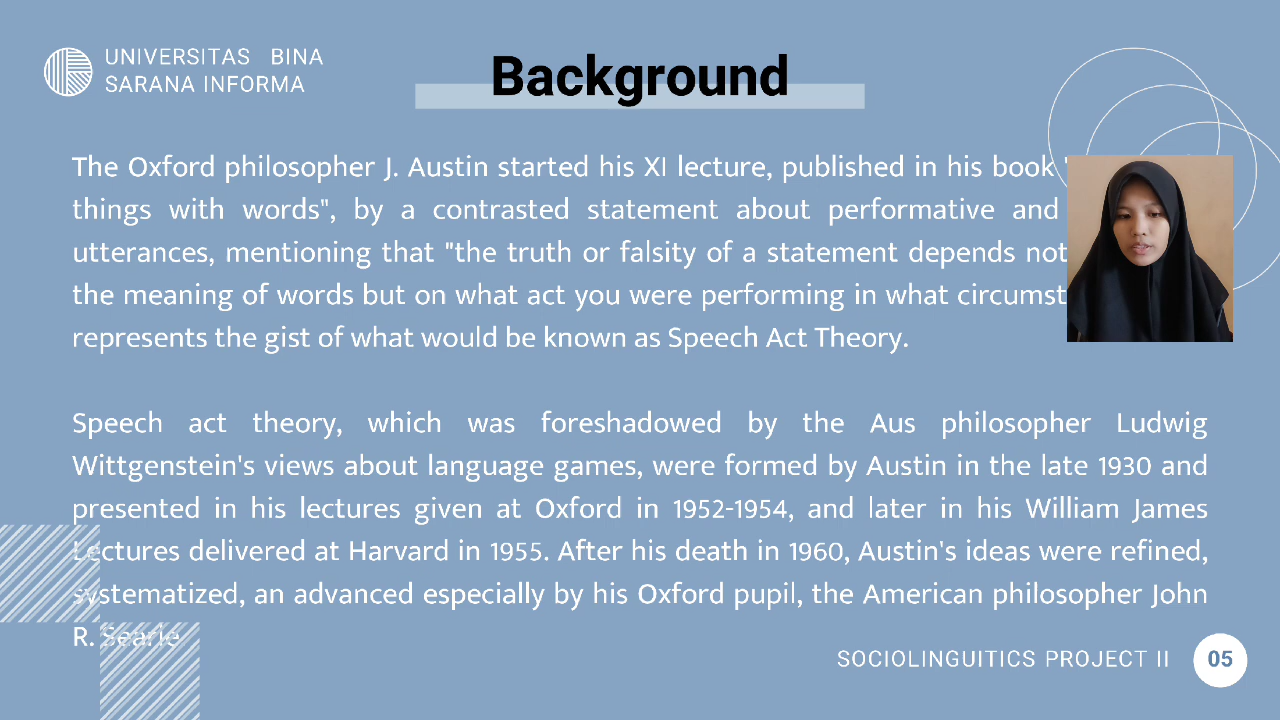 UNIVERSITAS BINA
SARANA INFORMA
Background
The Oxford philosopher J. Austin started his XI lecture, published in his book
things with words", by a contrasted statement about performative and
utterances, mentioning that "the truth or falsity of a statement depends not
the meaning of words but on what act you were performing in what circumst
represents the gist of what would be known as Speech Act Theory.
Speech act theory, which was foreshadowed by the Aus philosopher Ludwig
Wittgenstein's views about language games, were formed by Austin in the late 1930 and
presented in his lectures given at Oxford in 1952-1954, and later in his William James
Lectures delivered at Harvard in 1955. After his death in 1960, Austin's ideas were refined,
systematized, an advanced especially by his Oxford pupil, the American philosopher John
R. Searle
SOCIOLINGUITICS PROJECT II
05